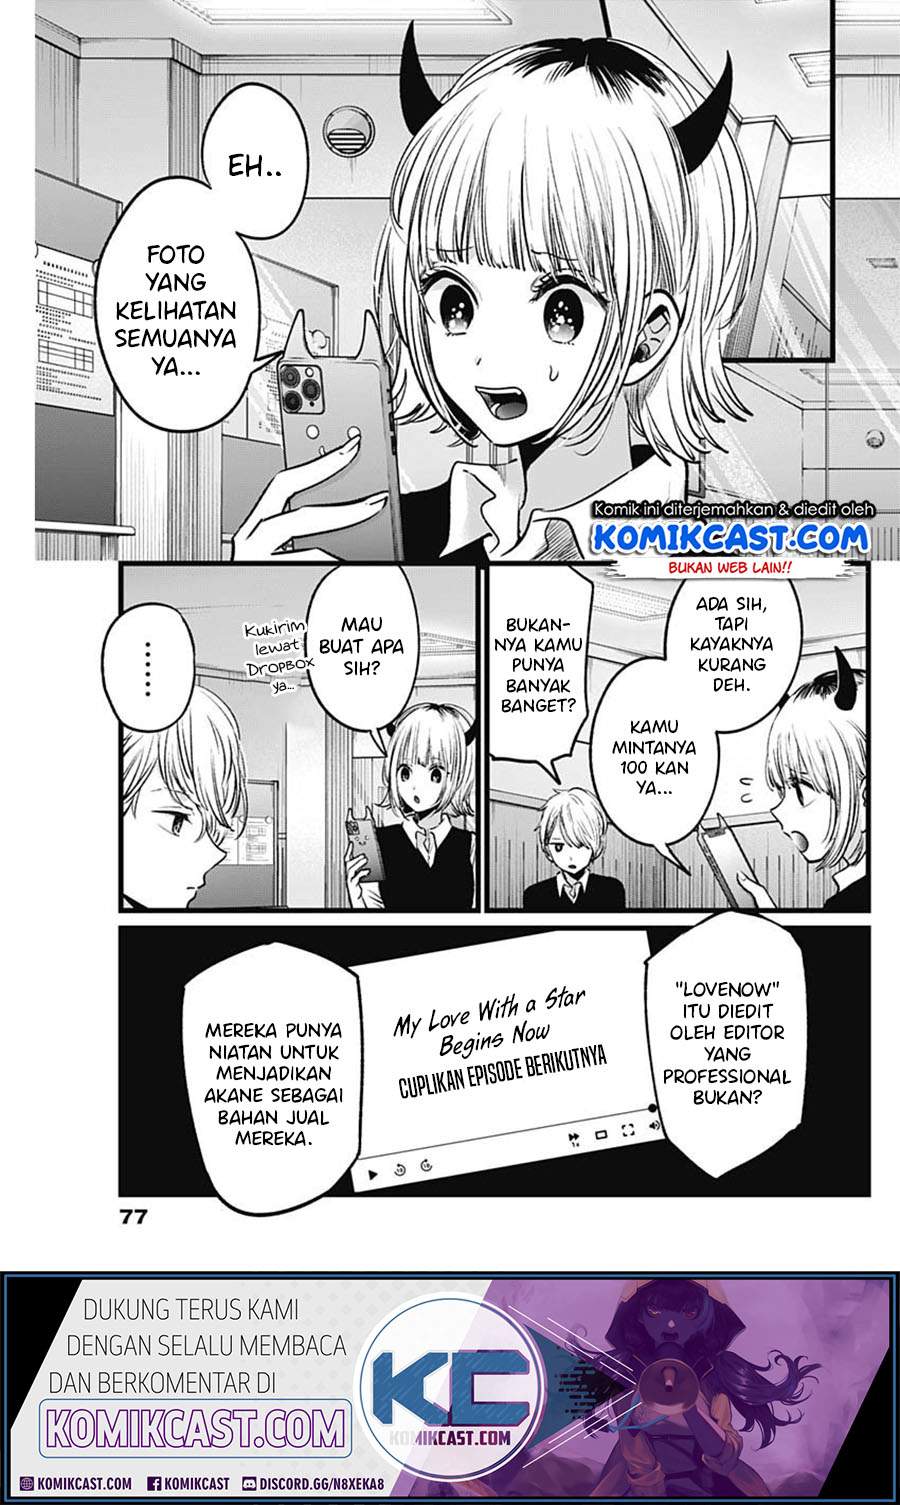 EH..
FOTO
YANG
KELIHATAN
SEMUANYA
YA...
Komik ini diterjemahkan & diedit oleh
KOMIKCAST.COM
BUKAN WEB LAIN!!
ADA SIH,
TAPI
KAYAKNYA
KURANG
DEH.
KAMU
MINTANYA
100 KAN
YA...
BUKAN-
NYA KAMU
PUNYA
BANYAK
BANGET?
MAU
BUAT APA
SIH?
Kukirim
lewat
Dropbox
ya...
......
"LOVENOW"
ITU DIEDIT
OLEH EDITOR
YANG
PROFESSIONAL
BUKAN?
My Love With a Star
Begins Now
CUPLIKAN EPISODE BERIKUTNYA
10
10
1x
MEREKA PUNYA
NIATAN UNTUK
MENJADIKAN
AKANE SEBAGAI
BAHAN JUAL
MEREKA.
77
DUKUNG TERUS KAMI
DENGAN SELALU MEMBACA
DAN BERKOMENTAR DI
KOMIKCAST.COM
KOMIKCAST.COM
KOMIKCAST
DISCORD.GG/N8XEKA8
KC
KOMIKCAST.COM